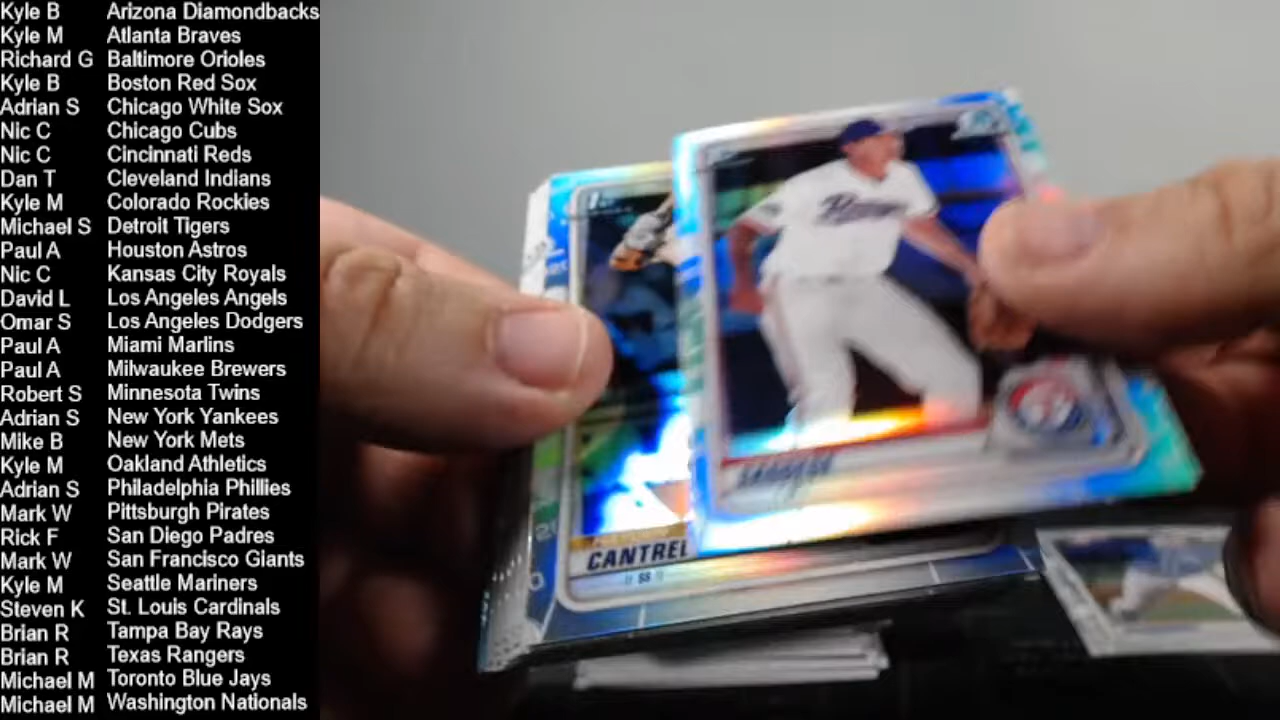 Kyle B Arizona Diamondbacks
Kyle M Atlanta Braves
Richard G Baltimore Orioles
Kyle B Boston Red Sox
Adrian S Chicago White Sox
Nic C Chicago Cubs
Nic C Cincinnati Reds
Dan T Cleveland Indians
Kyle M Colorado Rockies
Michael S Detroit Tigers
Paul A Houston Astros
Nic C Kansas City Royals
David L Los Angeles Angels
Omar S Los Angeles Dodgers
Paul A Miami Marlins
Paul A Milwaukee Brewers
Robert S Minnesota Twins
Adrian S New York Yankees
Mike B New York Mets
Kyle M Oakland Athletics
Adrian S Philadelphia Phillies
Mark W Pittsburgh Pirates
Rick F San Diego Padres
Mark W San Francisco Giants
Kyle M Seattle Mariners
Steven K St. Louis Cardinals
Brian R Tampa Bay Rays
Brian R Texas Rangers
Michael M Toronto Blue Jays
Michael M Washington Nationals
CANTREL
SS